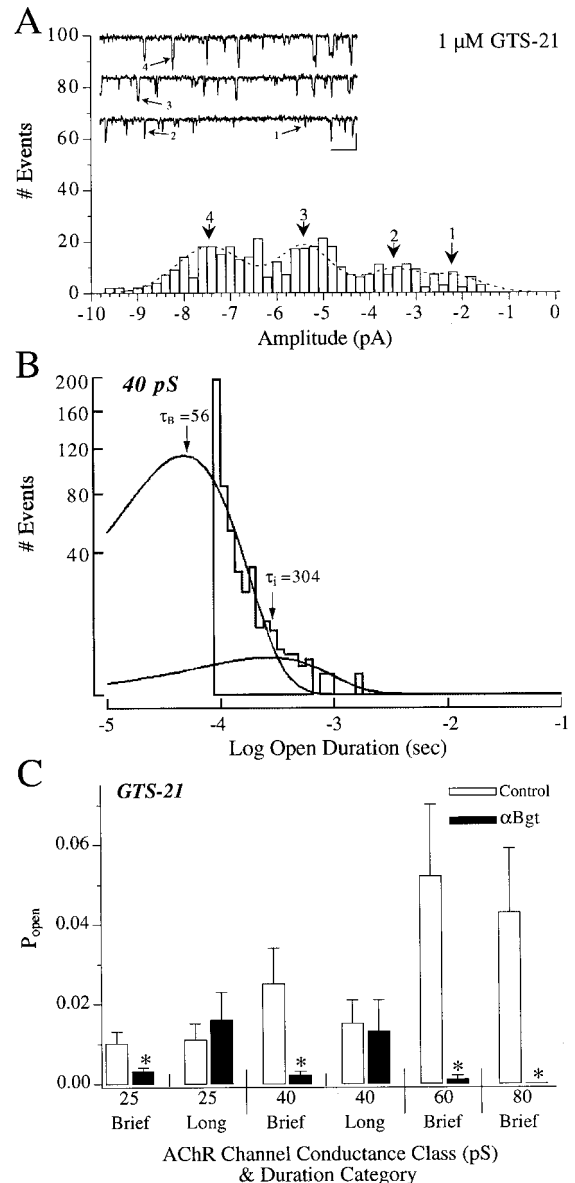 A
1 μM GTS-21
100
80
60
40
20
0
# Events
4
3
2
1
4
3
2
1
-10 -9 -8 -7 -6 -5 -4 -3 -2 -1 0
Amplitude (pA)
B
40 pS
200
160
120
80
40
# Events
τB =56
τi =304
-5 -4 -3 -2 -1
Log Open Duration (sec)
C
GTS-21
Control
αBgt
0.06
0.04
0.02
0.00
Popen
* * * *
25 25 40 40 60 80
Brief Long Brief Long Brief Brief
AChR Channel Conductance Class (pS)
& Duration Category